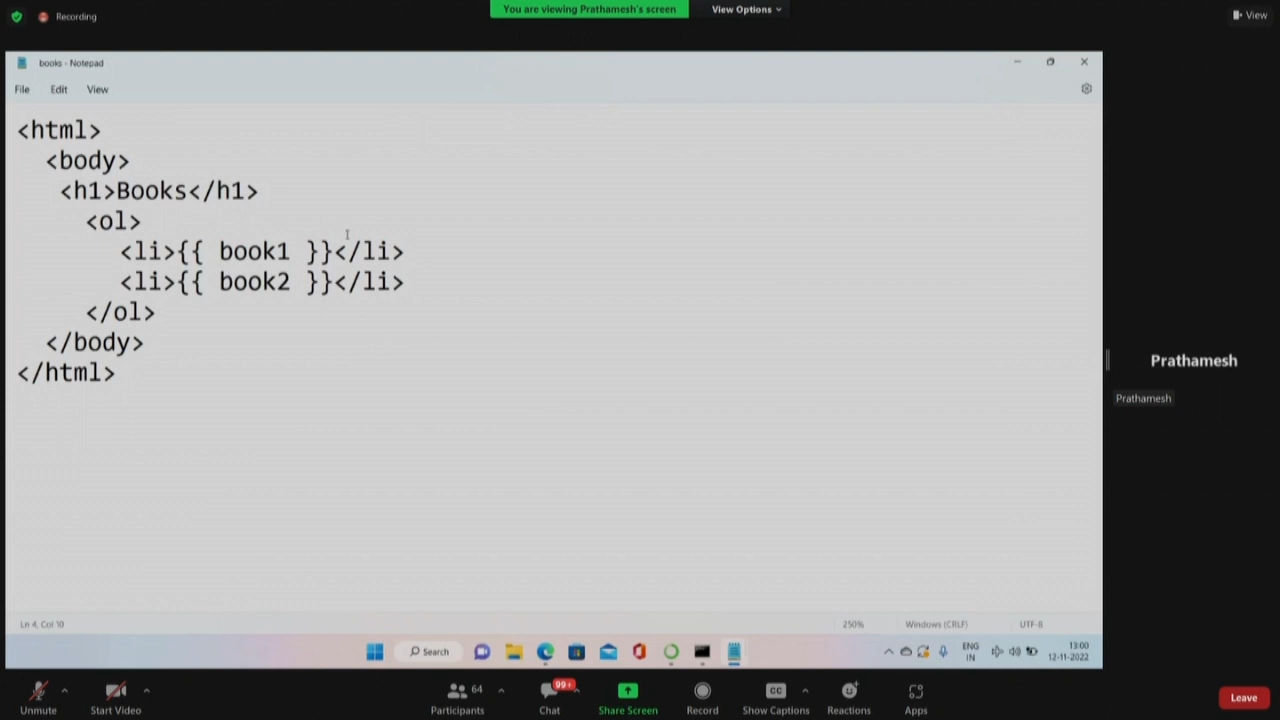 Recording
You are viewing Prathamesh's screen
View Options
View
books - Notepad
File
Edit
View
<html>
<body>
<h1>Books</h1>
<ol>
<li>{{ book1 }}</li>
<li>{{ book2 }}</li>
</ol>
</body>
</html>
Prathamesh
Prathamesh
Ln 4, Col 10
250%
Windows (CRLF)
UTF-8
Search
ENG
IN
13:00
12-11-2022
Unmute
Start Video
64
Participants
99+
Chat
Share Screen
Record
CC
Show Captions
Reactions
Apps
Leave